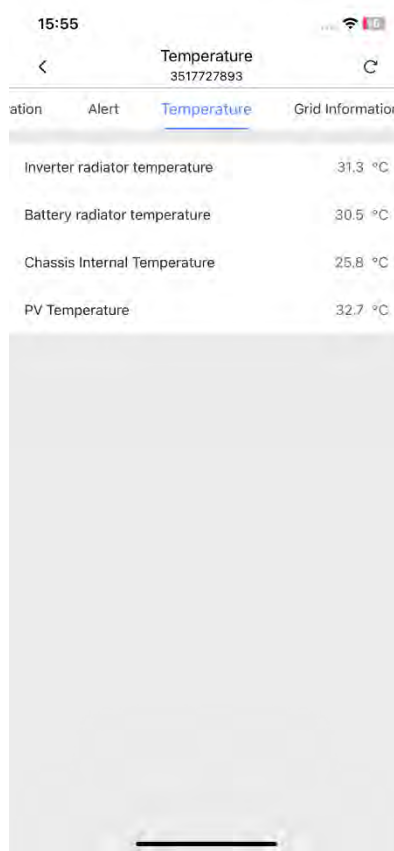 15:55
Temperature
3517727893
ation Alert Temperature Grid Information
Inverter radiator temperature 31.3 °C
Battery radiator temperature 30.5 °C
Chassis Internal Temperature 25.8 °C
PV Temperature 32.7 °C